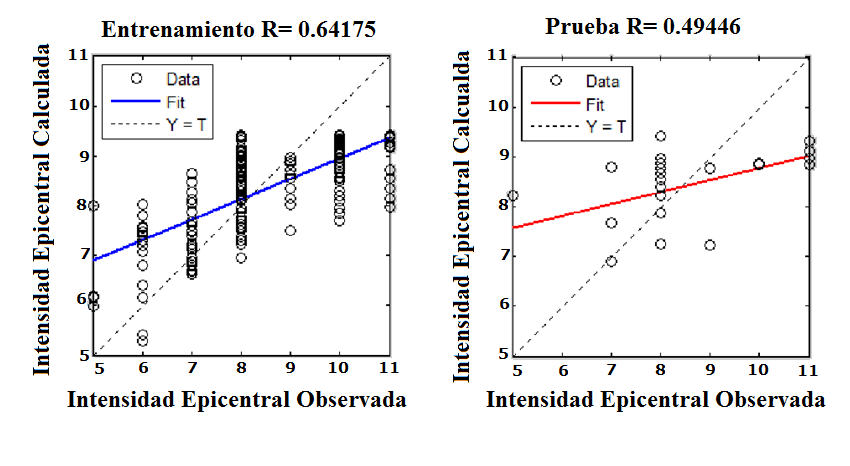 Entrenamiento R= 0.64175
Intensidad Epicentral Calculada
11
10
9
8
7
6
5
Data
Fit
Y = T
5 6 7 8 9 10 11
Intensidad Epicentral Observada
Prueba R= 0.49446
Intensidad Epicentral Calcualda
11
10
9
8
7
6
5
Data
Fit
Y = T
5 6 7 8 9 10 11
Intensidad Epicentral Observada